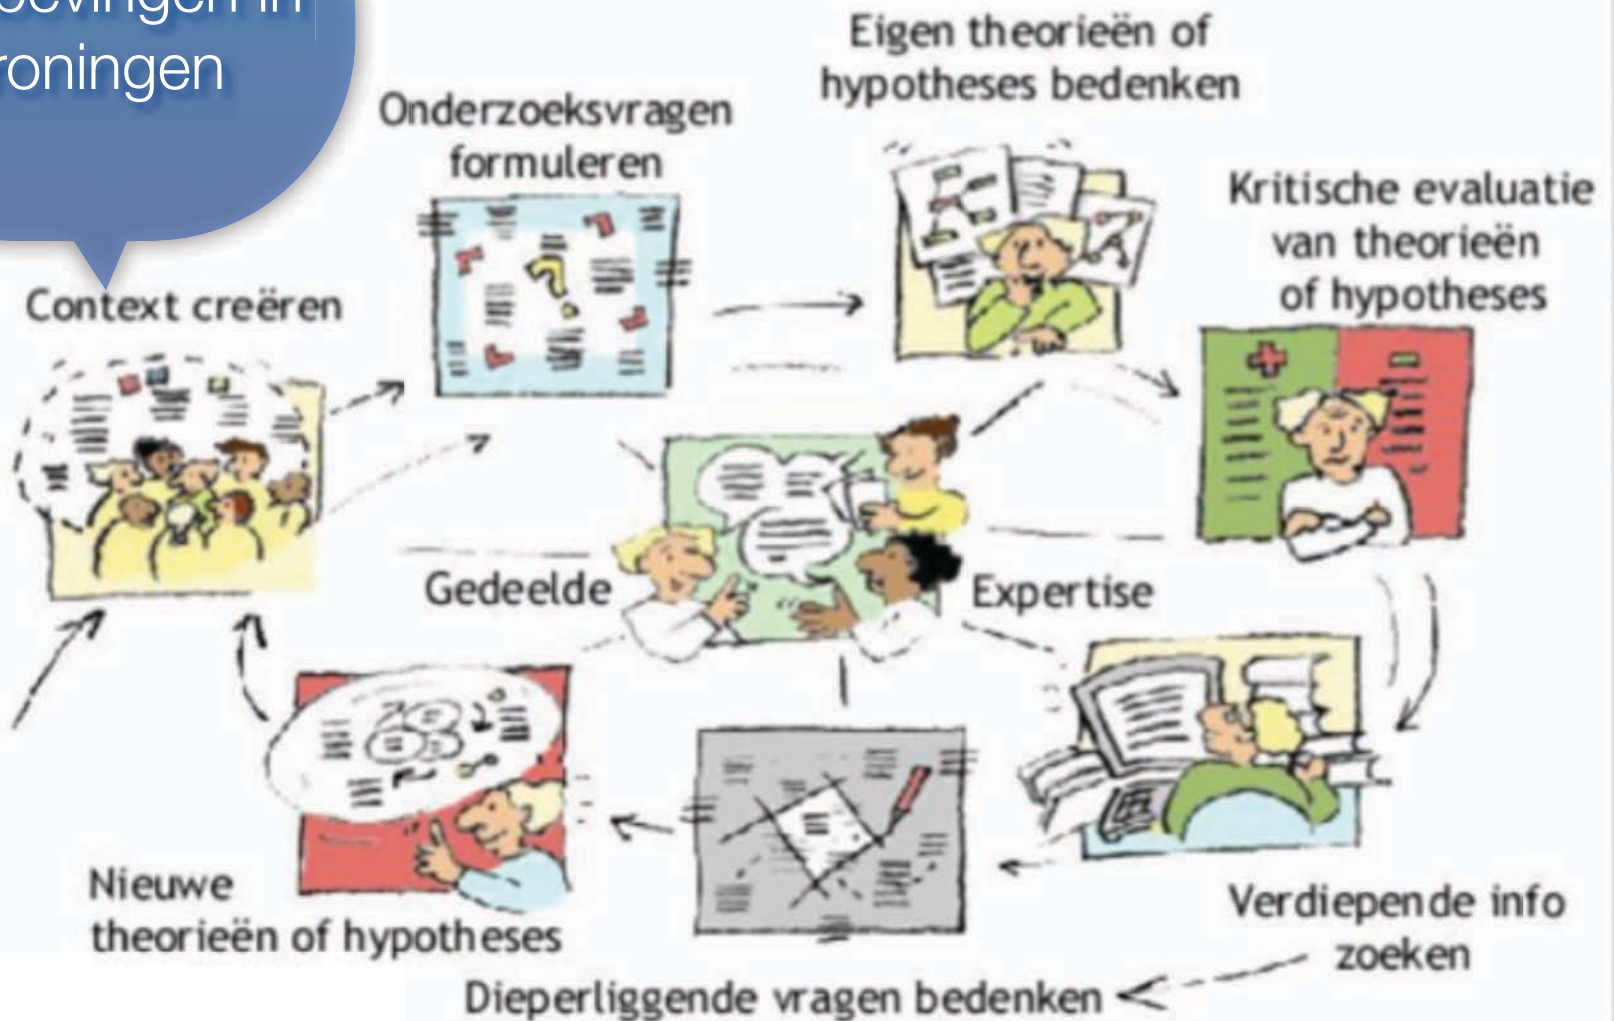 roningen
Context creëren
Onderzoeksvragen
formuleren
Eigen theorieën of
hypotheses bedenken
Kritische evaluatie
van theorieën
of hypotheses
Gedeelde
Expertise
Verdiepende info
zoeken
Dieperliggende vragen bedenken
Nieuwe
theorieën of hypotheses